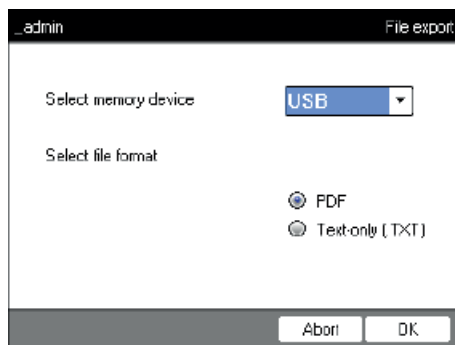 _admin File export
Select memory device USB
Select file format
PDF
Text-only (TXT)
Abort OK